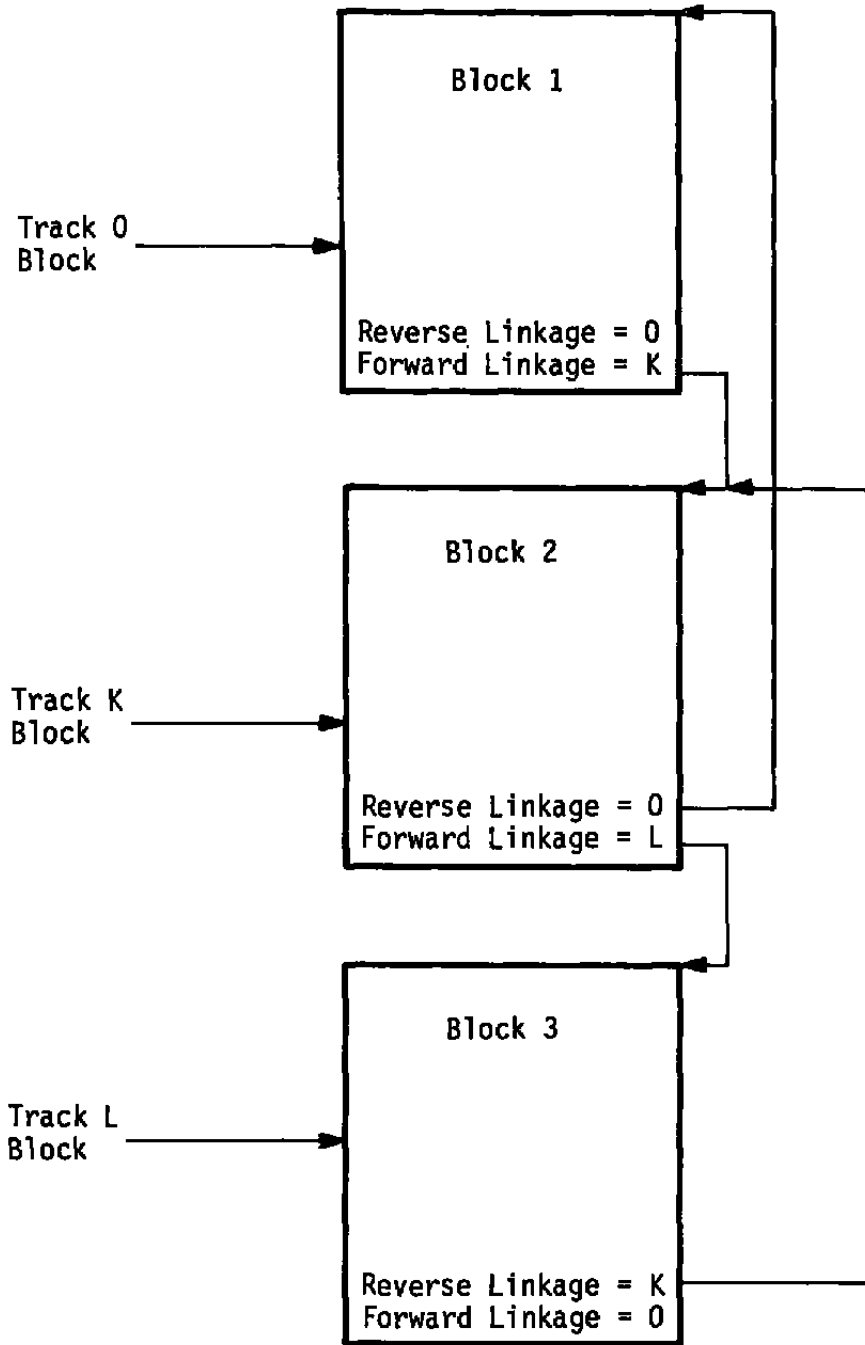 Block 1
Track 0
Block
Reverse Linkage = 0
Forward Linkage = K
Block 2
Track K
Block
Reverse Linkage = 0
Forward Linkage = L
Block 3
Track L
Block
Reverse Linkage = K
Forward Linkage = 0